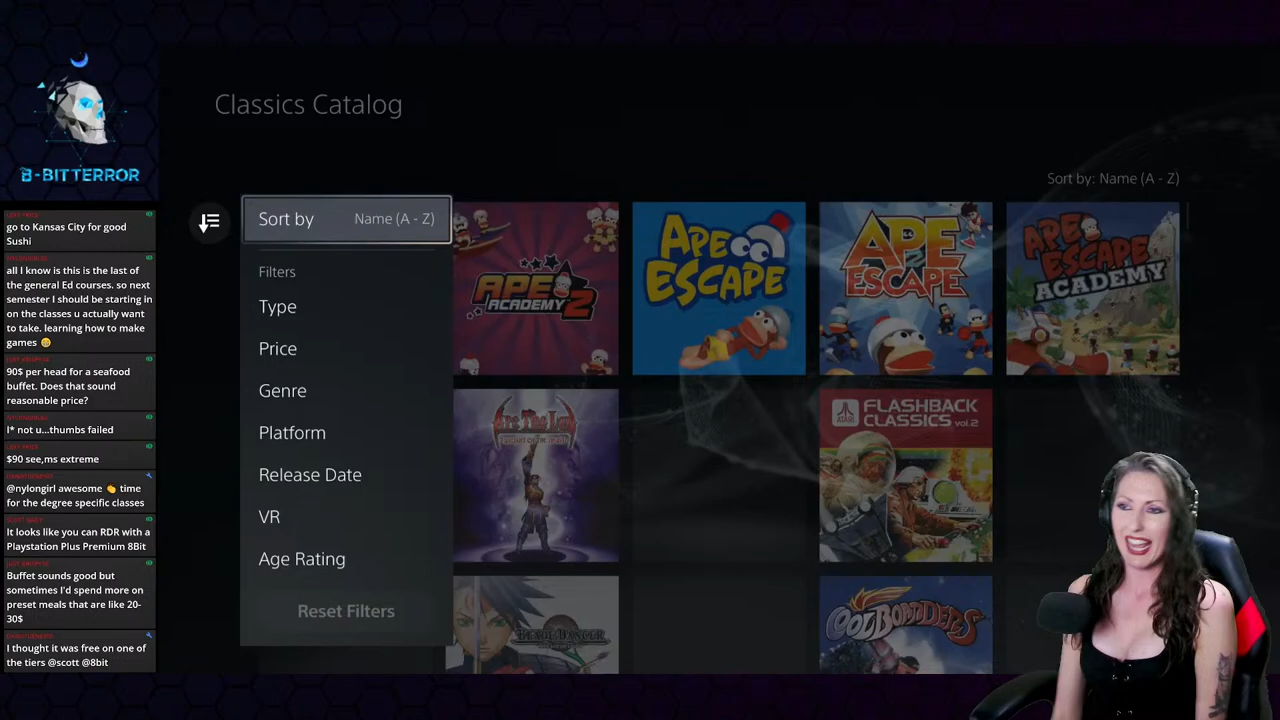 8-BITTERROR
go to Kansas City for good
Sushi
all I know is this is the last of
the general Ed courses. so next
semester I should be starting in
on the classes u actually want
to take. learning how to make
games
90$ per head for a seafood
buffet. Does that sound
reasonable price?
I* not u...thumbs failed
$90 see,ms extreme
@nylongirl awesome 👏 time
for the degree specific classes
It looks like you can RDR with a
Playstation Plus Premium 8Bit
Buffet sounds good but
sometimes I'd spend more on
preset meals that are like 20-
30$
I thought it was free on one of
the tiers @scott @8bit
Classics Catalog
Sort by: Name (A - Z)
Sort by Name (A - Z)
Filters
Type
Price
Genre
Platform
Release Date
VR
Age Rating
Reset Filters
APE
ACADEMY 2
APE
ESCAPE
APE
ESCAPE 2
APE
ESCAPE
ACADEMY
Arc The Lad
ATARI
FLASHBACK
CLASSICS vol.2
COOL BOARDERS